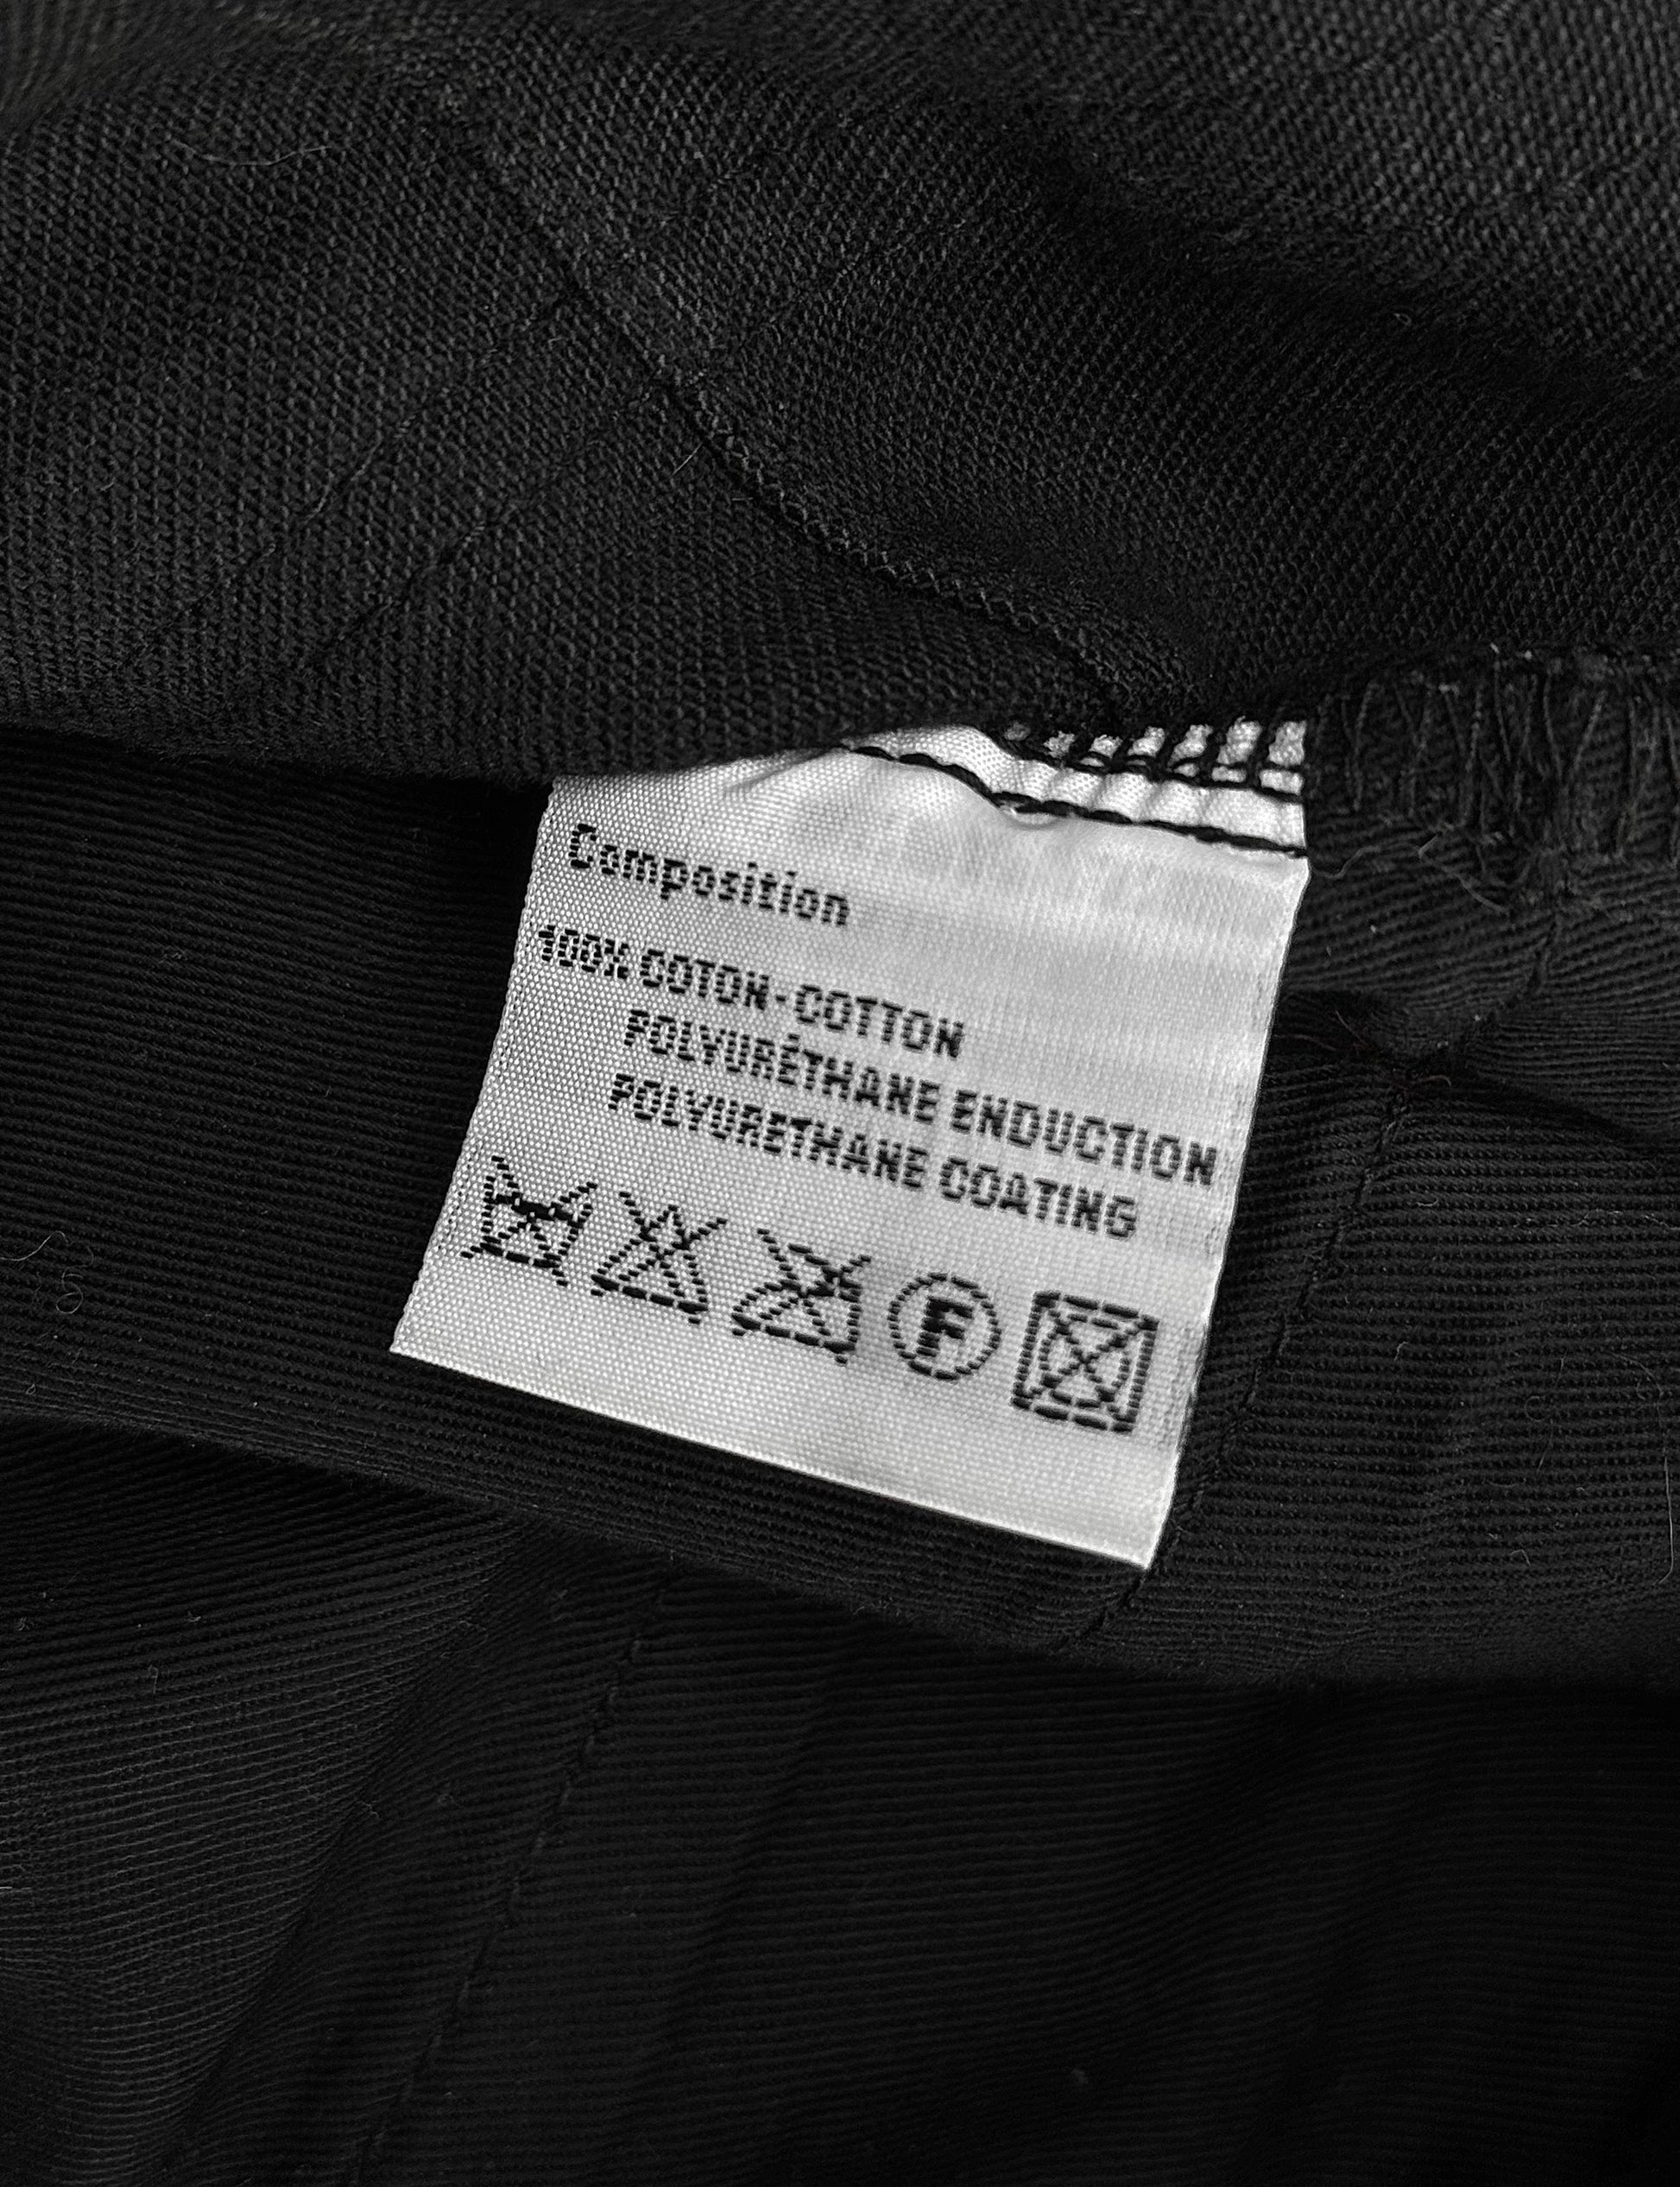 Composition
100% COTON-COTTON
POLYURÉTHANE ENDUCTION
POLYURETHANE COATING
F